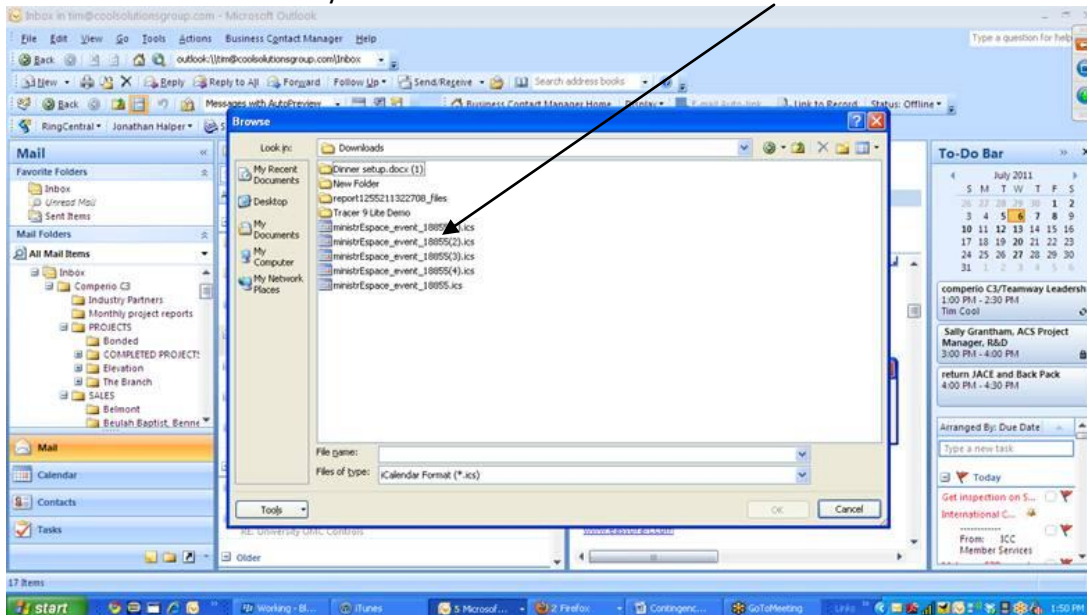 Inbox in tim@coolsolutionsgroup.com - Microsoft Outlook
File Edit View Go Tools Actions Business Contact Manager Help
Type a question for help
Back outlook:\\tim@coolsolutionsgroup.com\Inbox
New Reply Reply to All Forward Follow Up Send/Receive Search address books
Back Messages with AutoPreview Business Contact Manager Home Display E-mail Auto-link Link to Record Status: Offline
RingCentral Jonathan Halper
Browse
Mail
Favorite Folders
Inbox
Unread Mail
Sent Items
Mail Folders
All Mail Items
Inbox
Comperio C3
Industry Partners
Monthly project reports
PROJECTS
Bonded
COMPLETED PROJECT:
Elevation
The Branch
SALES
Belmont
Beulah Baptist, Benne
Mail
Calendar
Contacts
Tasks
Look in: Downloads
My Recent Documents
Desktop
My Documents
My Computer
My Network Places
Dinner setup.docx (1)
New Folder
report1255211322708_files
Tracer 9 Lite Demo
ministrEspace_event_18855 .ics
ministrEspace_event_18855(2).ics
ministrEspace_event_18855(3).ics
ministrEspace_event_18855(4).ics
ministrEspace_event_18855.ics
File name:
Files of type: iCalendar Format (*.ics)
Tools OK Cancel
RE: University UMC Controls
Older
To-Do Bar
July 2011
S M T W T F S
26 27 28 29 30 1 2
3 4 5 6 7 8 9
10 11 12 13 14 15 16
17 18 19 20 21 22 23
24 25 26 27 28 29 30
31 1 2 3 4 5 6
comperio C3/Teamway Leadersh
1:00 PM - 2:30 PM
Tim Cool
Sally Grantham, ACS Project
Manager, R&D
3:00 PM - 4:00 PM
return JACE and Back Pack
4:00 PM - 4:30 PM
Arranged By: Due Date
Type a new task
Today
Get inspection on S...
International C...
------------
From: ICC
Member Services
17 Items
start Working - Bl... iTunes 5 Microsof... 2 Firefox Contingenc... GoToMeeting Links 1:50 PM